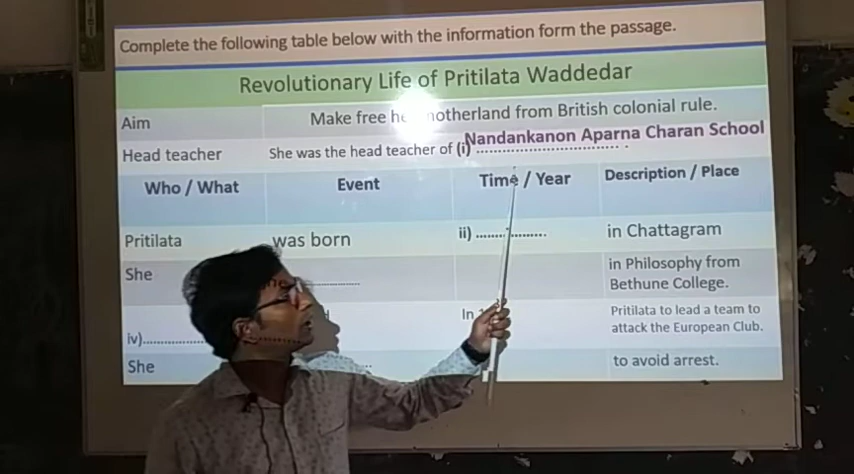 Complete the following table below with the information form the passage.
Revolutionary Life of Pritilata Waddedar
Aim Make free he motherland from British colonial rule.
Head teacher She was the head teacher of (i) Nandankanon Aparna Charan School
Who / What Event Time / Year Description / Place
Pritilata was born ii) .................. in Chattagram
She in Philosophy from
Bethune College.
In Pritilata to lead a team to
attack the European Club.
iv)..................
She to avoid arrest.